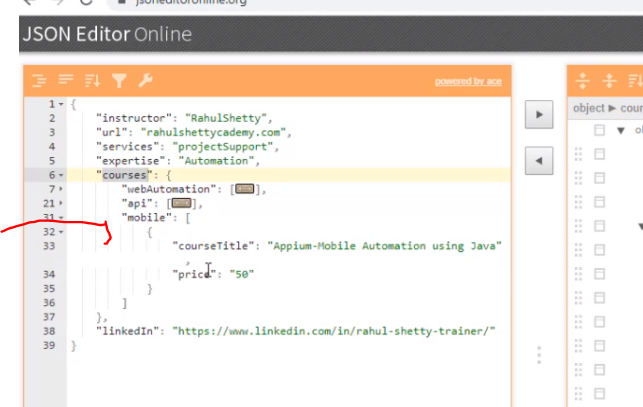 jsoneditoronline.org
JSON Editor Online
powered by ace
1 {
2 "instructor": "RahulShetty",
3 "url": "rahulshettycademy.com",
4 "services": "projectSupport",
5 "expertise": "Automation",
6 "courses": {
7 "webAutomation": [],
21 "api": [],
31 "mobile": [
32 {
33 "courseTitle": "Appium-Mobile Automation using Java"
,
34 "price": "50"
35 }
36 ]
37 },
38 "linkedIn": "https://www.linkedin.com/in/rahul-shetty-trainer/"
39 }
object ▶ cour